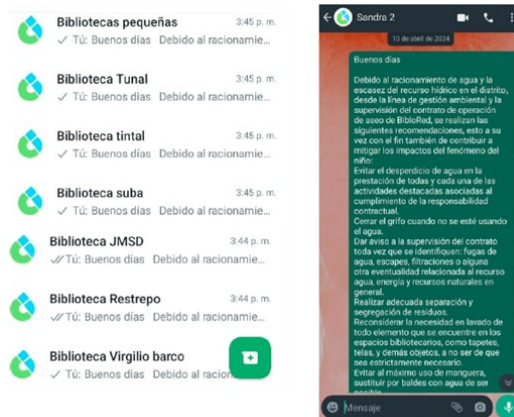 Bibliotecas pequeñas 3:45 p. m.
✓ Tú: Buenos días Debido al racionamie...
Biblioteca Tunal 3:45 p. m.
✓ Tú: Buenos días Debido al racionamie...
Biblioteca tintal 3:45 p. m.
✓ Tú: Buenos días Debido al racionamie...
Biblioteca suba 3:45 p. m.
✓ Tú: Buenos días Debido al racionamie...
Biblioteca JMSD 3:44 p. m.
✓✓ Tú: Buenos días Debido al racionamie...
Biblioteca Restrepo 3:44 p. m.
✓✓ Tú: Buenos días Debido al racionamie...
Biblioteca Virgilio barco
✓ Tú: Buenos días Debido al racion
Sandra 2
10 de abril de 2024
Buenos días
Debido al racionamiento de agua y la
escasez del recurso hídrico en el distrito,
desde la línea de gestión ambiental y la
supervisión del contrato de operación
de aseo de BibloRed, se realizan las
siguientes recomendaciones, esto a su
vez con el fin también de contribuir a
mitigar los impactos del fenómeno del
niño:
Evitar el desperdicio de agua en la
prestación de todas y cada una de las
actividades destacadas asociadas al
cumplimiento de la responsabilidad
contractual.
Cerrar el grifo cuando no se esté usando
el agua.
Dar aviso a la supervisión del contrato
toda vez que se identifiquen: fugas de
agua, escapes, filtraciones o alguna
otra eventualidad relacionada al recurso
agua, energía y recursos naturales en
general.
Realizar adecuada separación y
segregación de residuos.
Reconsiderar la necesidad en lavado de
todo elemento que se encuentre en los
espacios bibliotecarios, como tapetes,
telas, y demás objetos, a no ser de que
sea estrictamente necesario.
Evitar al máximo uso de manguera,
sustituir por baldes con agua de ser
posible
Mensaje